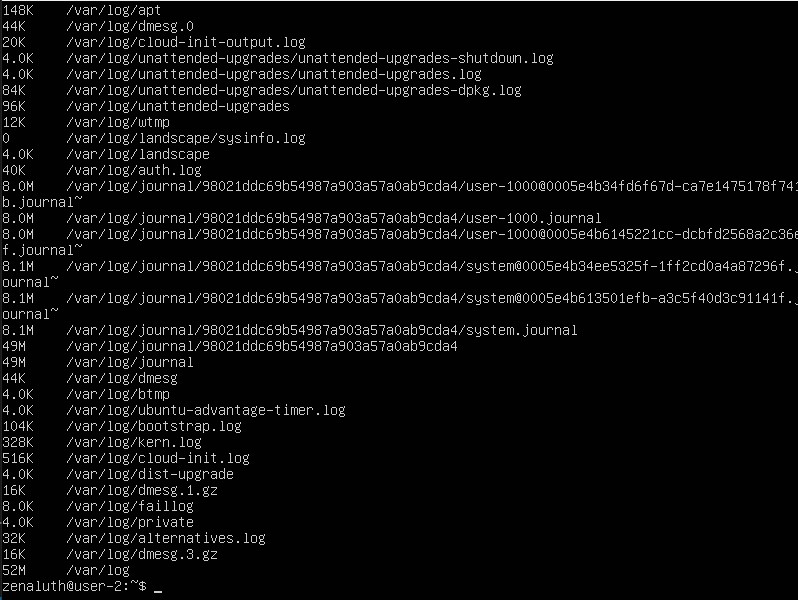 148K /var/log/apt
44K /var/log/dmesg.0
20K /var/log/cloud-init-output.log
4.0K /var/log/unattended-upgrades/unattended-upgrades-shutdown.log
4.0K /var/log/unattended-upgrades/unattended-upgrades.log
84K /var/log/unattended-upgrades/unattended-upgrades-dpkg.log
96K /var/log/unattended-upgrades
12K /var/log/wtmp
0 /var/log/landscape/sysinfo.log
4.0K /var/log/landscape
40K /var/log/auth.log
8.0M /var/log/journal/98021ddc69b54987a903a57a0ab9cda4/user-1000@0005e4b34fd6f67d-ca7e1475178f741
b.journal~
8.0M /var/log/journal/98021ddc69b54987a903a57a0ab9cda4/user-1000.journal
8.0M /var/log/journal/98021ddc69b54987a903a57a0ab9cda4/user-1000@0005e4b6145221cc-dcbfd2568a2c36e
f.journal~
8.1M /var/log/journal/98021ddc69b54987a903a57a0ab9cda4/system@0005e4b34ee5325f-1ff2cd0a4a87296f.j
ournal~
8.1M /var/log/journal/98021ddc69b54987a903a57a0ab9cda4/system@0005e4b613501efb-a3c5f40d3c91141f.j
ournal~
8.1M /var/log/journal/98021ddc69b54987a903a57a0ab9cda4/system.journal
49M /var/log/journal/98021ddc69b54987a903a57a0ab9cda4
49M /var/log/journal
44K /var/log/dmesg
4.0K /var/log/btmp
4.0K /var/log/ubuntu-advantage-timer.log
104K /var/log/bootstrap.log
328K /var/log/kern.log
516K /var/log/cloud-init.log
4.0K /var/log/dist-upgrade
16K /var/log/dmesg.1.gz
8.0K /var/log/faillog
4.0K /var/log/private
32K /var/log/alternatives.log
16K /var/log/dmesg.3.gz
52M /var/log
zenaluth@user-2:~$ _